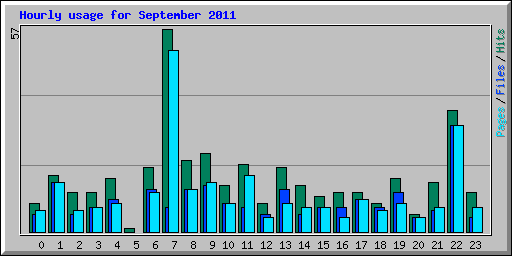 Hourly usage for September 2011
57
Pages/Files/Hits
0 1 2 3 4 5 6 7 8 9 10 11 12 13 14 15 16 17 18 19 20 21 22 23